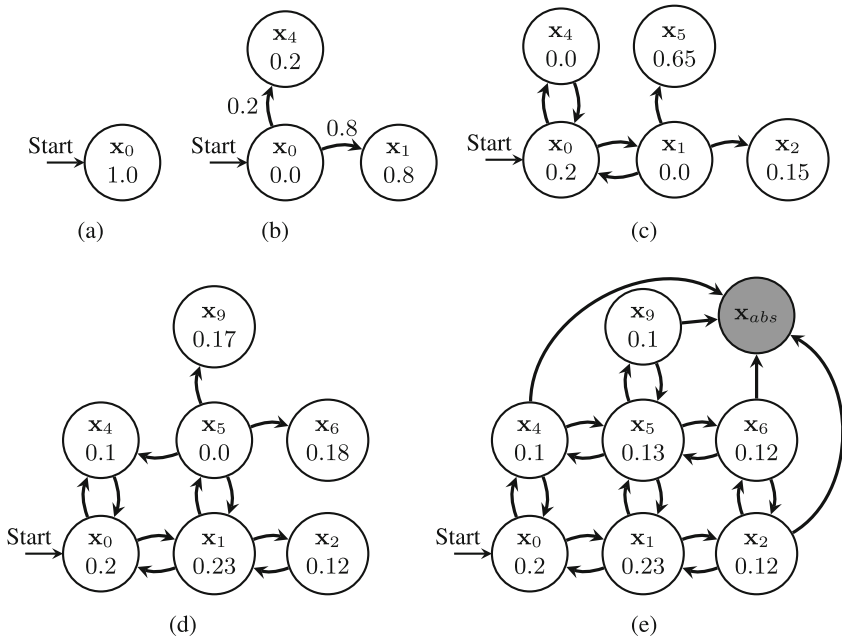 Start
x₀
1.0
(a)
x₄
0.2
0.2
0.8
Start
x₀
0.0
x₁
0.8
(b)
x₄
0.0
x₅
0.65
Start
x₀
0.2
x₁
0.0
x₂
0.15
(c)
x₉
0.17
x₄
0.1
x₅
0.0
x₆
0.18
Start
x₀
0.2
x₁
0.23
x₂
0.12
(d)
x₉
0.1
x_abs
x₄
0.1
x₅
0.13
x₆
0.12
Start
x₀
0.2
x₁
0.23
x₂
0.12
(e)